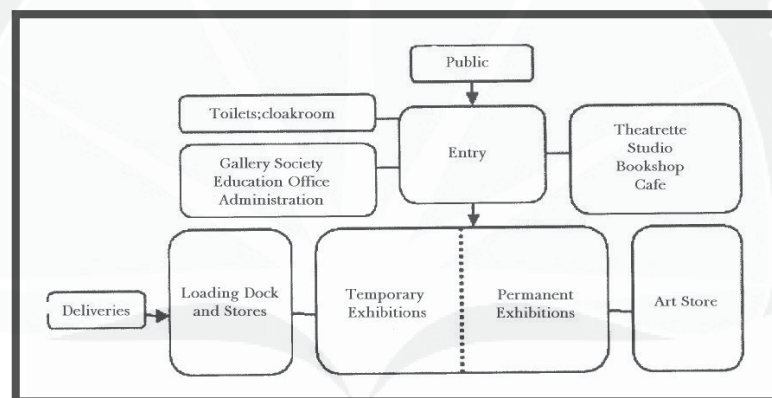 Public
Toilets;cloakroom
Gallery Society
Education Office
Administration
Entry
Theatrette
Studio
Bookshop
Cafe
Deliveries
Loading Dock
and Stores
Temporary
Exhibitions
Permanent
Exhibitions
Art Store